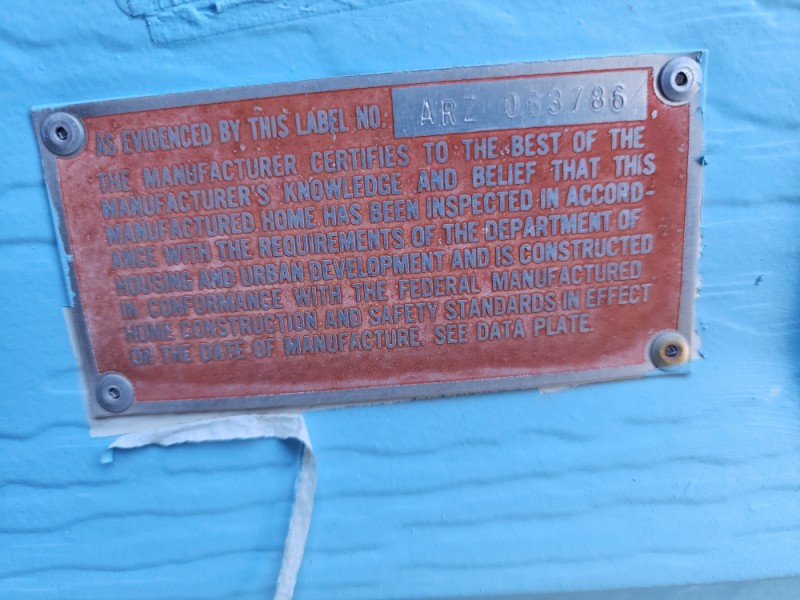 AS EVIDENCED BY THIS LABEL NO. ARZ 063786
THE MANUFACTURER CERTIFIES TO THE BEST OF THE
MANUFACTURER'S KNOWLEDGE AND BELIEF THAT THIS
MANUFACTURED HOME HAS BEEN INSPECTED IN ACCORD-
ANCE WITH THE REQUIREMENTS OF THE DEPARTMENT OF
HOUSING AND URBAN DEVELOPMENT AND IS CONSTRUCTED
IN CONFORMANCE WITH THE FEDERAL MANUFACTURED
HOME CONSTRUCTION AND SAFETY STANDARDS IN EFFECT
ON THE DATE OF MANUFACTURE. SEE DATA PLATE.